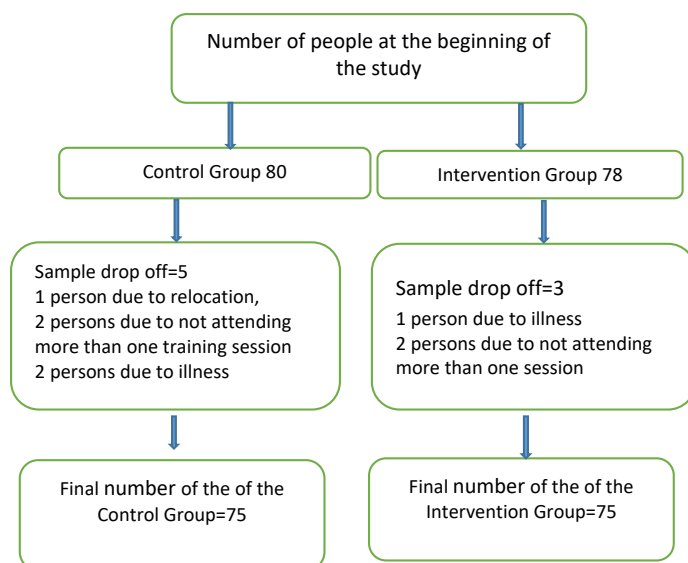 Number of people at the beginning of
the study
Control Group 80
Intervention Group 78
Sample drop off=5
1 person due to relocation,
2 persons due to not attending
more than one training session
2 persons due to illness
Sample drop off=3
1 person due to illness
2 persons due to not attending
more than one session
Final number of the of the
Control Group=75
Final number of the of the
Intervention Group=75